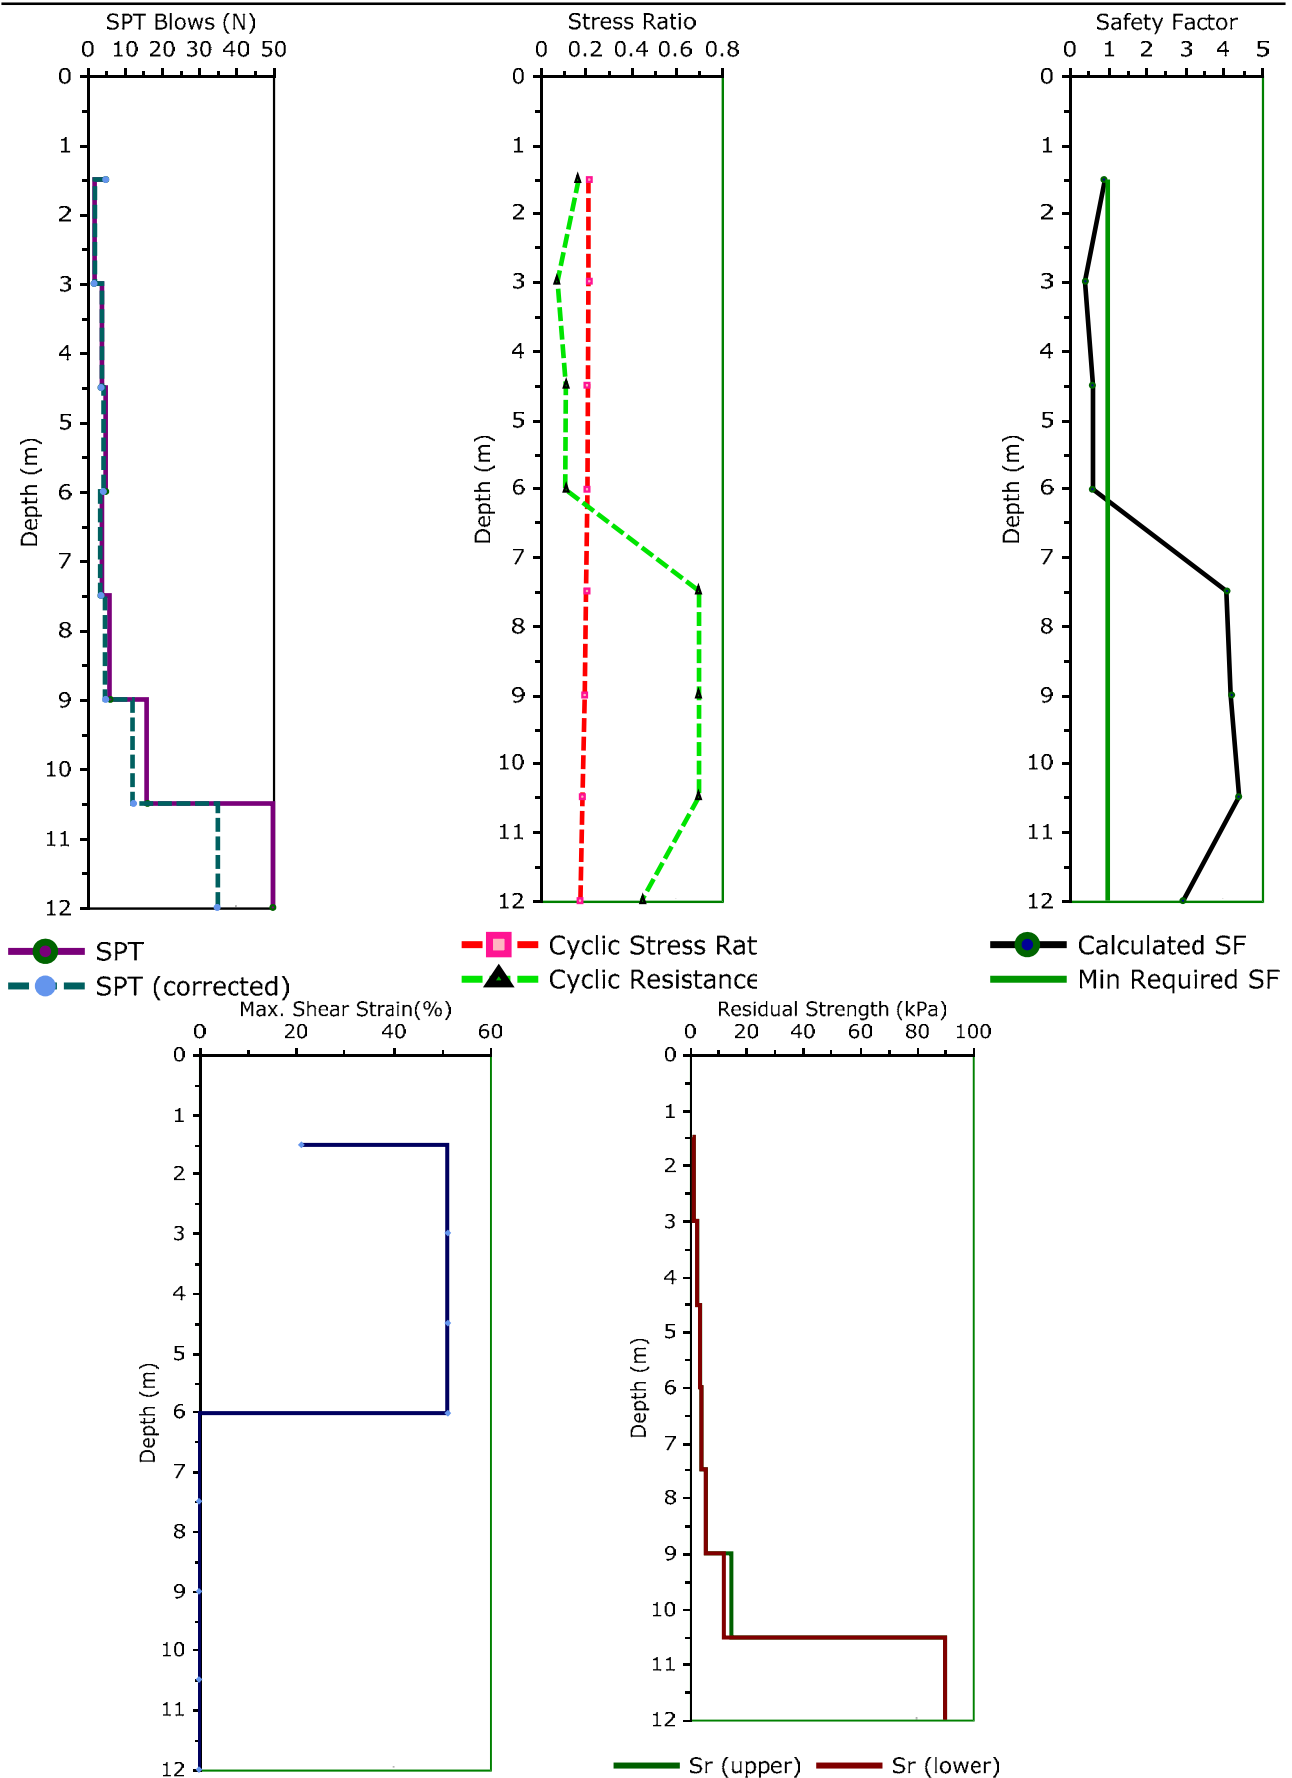 SPT Blows (N)
0 10 20 30 40 50
0
1
2
3
4
5
6
7
8
9
10
11
12
Depth (m)
SPT
SPT (corrected)
Stress Ratio
0 0.2 0.4 0.6 0.8
0
1
2
3
4
5
6
7
8
9
10
11
12
Depth (m)
Cyclic Stress Rat
Cyclic Resistance
Safety Factor
0 1 2 3 4 5
0
1
2
3
4
5
6
7
8
9
10
11
12
Depth (m)
Calculated SF
Min Required SF
Max. Shear Strain(%)
0 20 40 60
0
1
2
3
4
5
6
7
8
9
10
11
12
Depth (m)
Residual Strength (kPa)
0 20 40 60 80 100
0
1
2
3
4
5
6
7
8
9
10
11
12
Depth (m)
Sr (upper) Sr (lower)